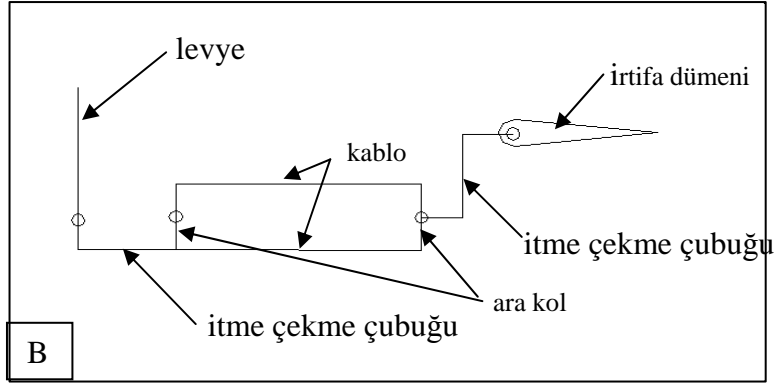 levye
irtifa dümeni
kablo
itme çekme çubuğu
ara kol
itme çekme çubuğu
B